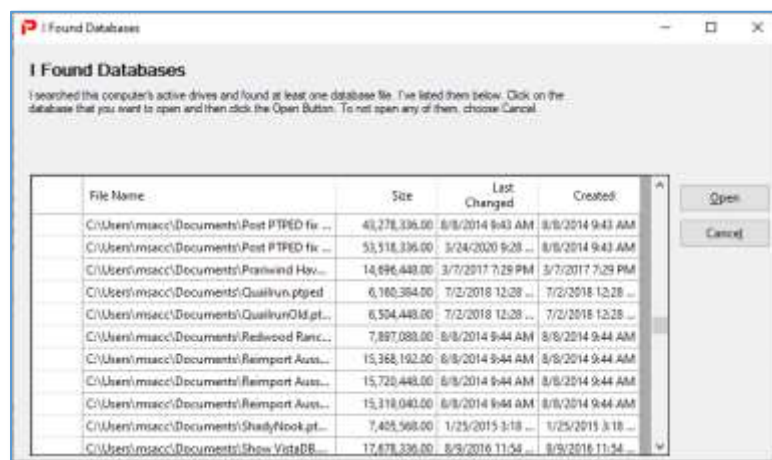 I Found Databases
I Found Databases
I searched this computer's active drives and found at least one database file. I've listed them below. Click on the
database that you want to open and then click the Open Button. To not open any of them, choose Cancel.
File Name Size Last Changed Created
Open
Cancel
C:\Users\msacc\Documents\Post PTPED fix ... 43,278,336.00 8/8/2014 9:43 AM 8/8/2014 9:43 AM
C:\Users\msacc\Documents\Post PTPED fix ... 53,518,336.00 3/24/2020 9:28 ... 8/8/2014 9:43 AM
C:\Users\msacc\Documents\Prariwind Hav... 14,696,448.00 3/7/2017 7:29 PM 3/7/2017 7:29 PM
C:\Users\msacc\Documents\Quailrun.ptped 6,160,384.00 7/2/2018 12:28 ... 7/2/2018 12:28 ...
C:\Users\msacc\Documents\QuailrunOld.pt... 6,504,448.00 7/2/2018 12:28 ... 7/2/2018 12:28 ...
C:\Users\msacc\Documents\Redwood Ranc... 7,897,088.00 8/8/2014 9:44 AM 8/8/2014 9:44 AM
C:\Users\msacc\Documents\Reimport Auss... 15,368,192.00 8/8/2014 9:44 AM 8/8/2014 9:44 AM
C:\Users\msacc\Documents\Reimport Auss... 15,720,448.00 8/8/2014 9:44 AM 8/8/2014 9:44 AM
C:\Users\msacc\Documents\Reimport Auss... 15,319,040.00 8/8/2014 9:44 AM 8/8/2014 9:44 AM
C:\Users\msacc\Documents\ShadyNook.pt... 7,405,568.00 1/25/2015 3:18 ... 1/25/2015 3:18 ...
C:\Users\msacc\Documents\Show VistaDB... 17,678,336.00 8/9/2016 11:54 ... 8/9/2016 11:54 ...